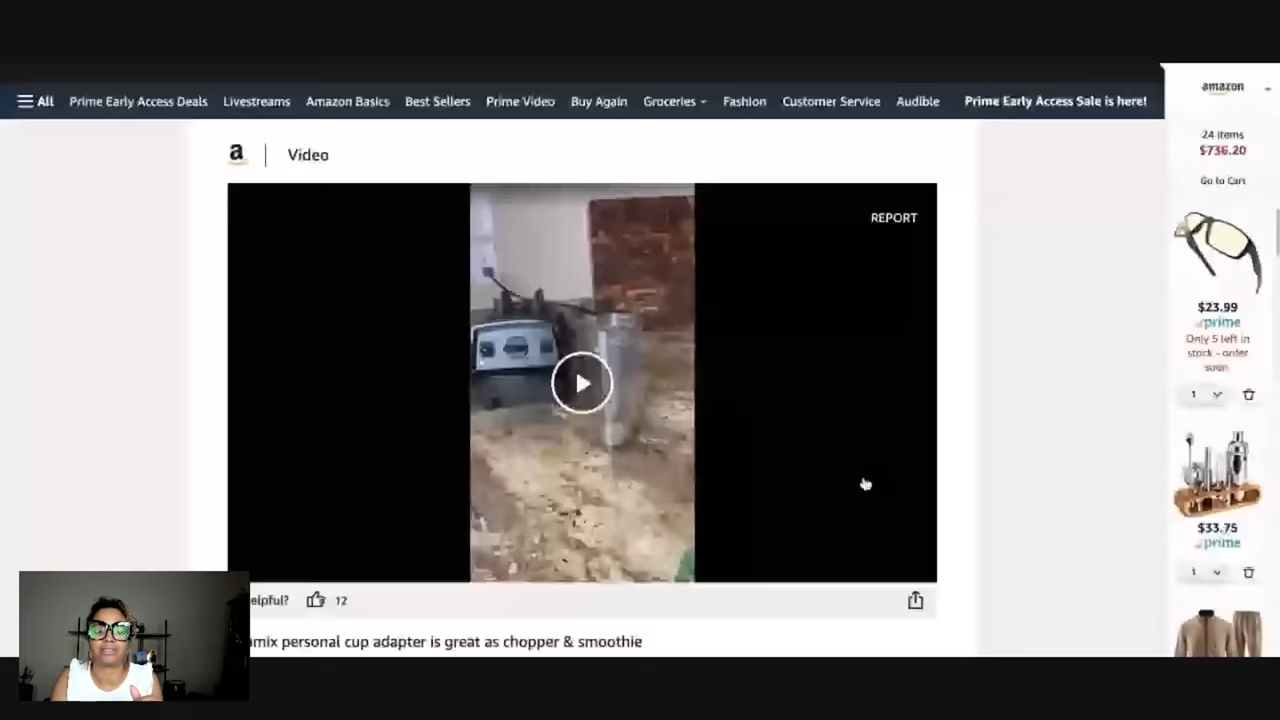 All Prime Early Access Deals Livestreams Amazon Basics Best Sellers Prime Video Buy Again Groceries Fashion Customer Service Audible Prime Early Access Sale is here!
a Video
REPORT
elpful? 12
mix personal cup adapter is great as chopper & smoothie
amazon
24 items
$736.20
Go to Cart
$23.99
prime
Only 5 left in
stock - order
soon
1
$33.75
prime
1